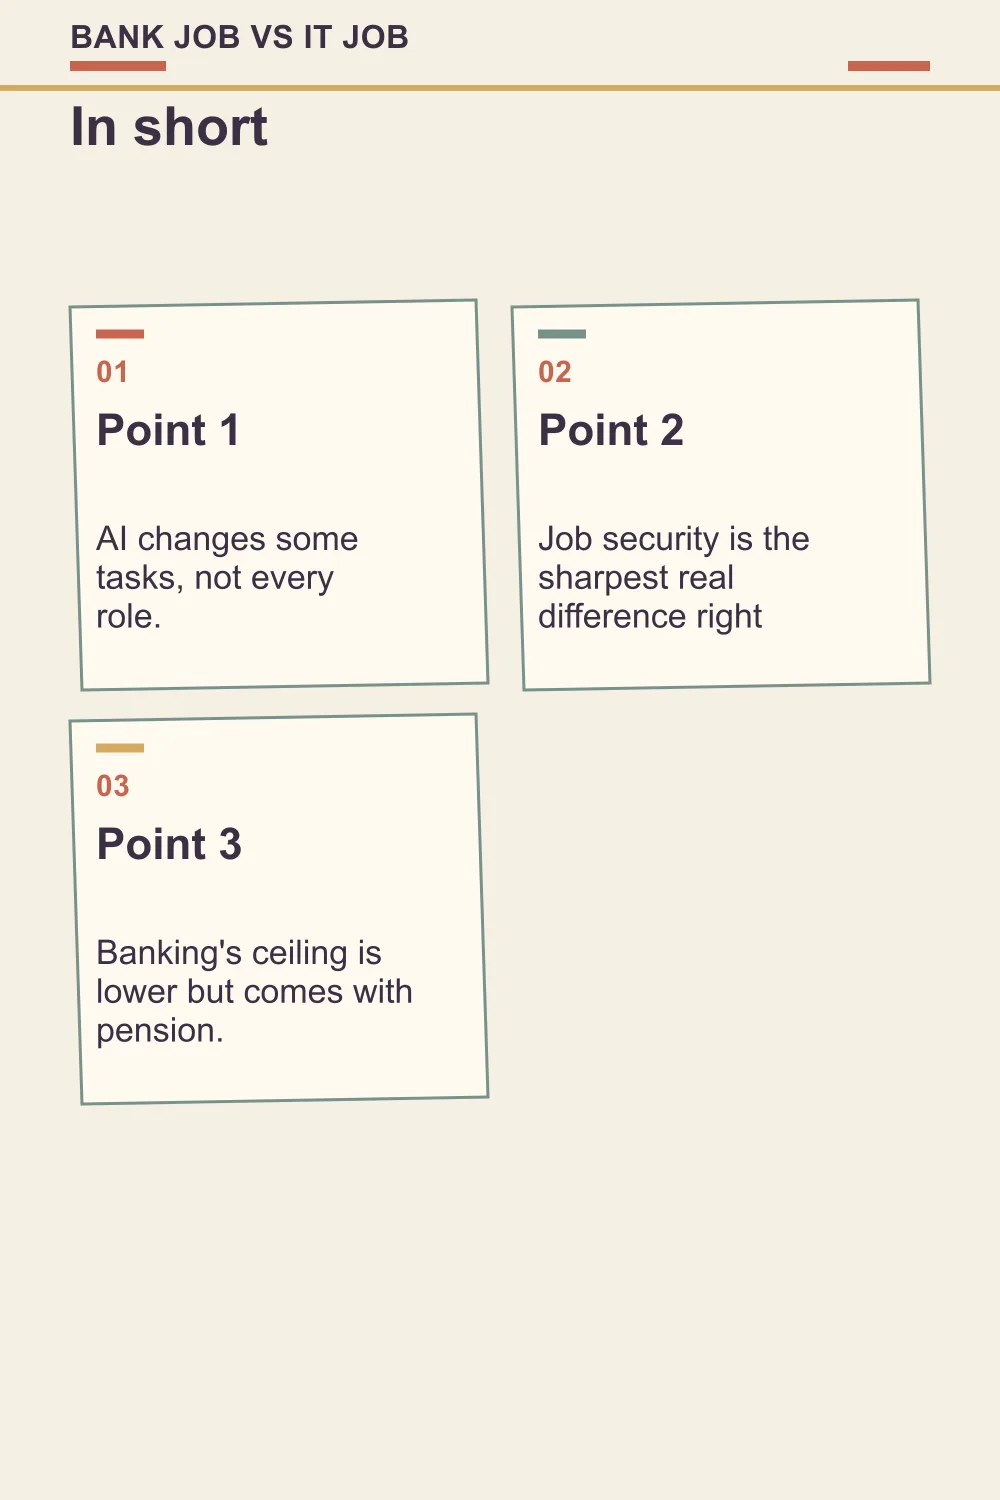 BANK JOB VS IT JOB
In short
01
Point 1
AI changes some
tasks, not every
role.
02
Point 2
Job security is the
sharpest real
difference right
03
Point 3
Banking's ceiling is
lower but comes with
pension.